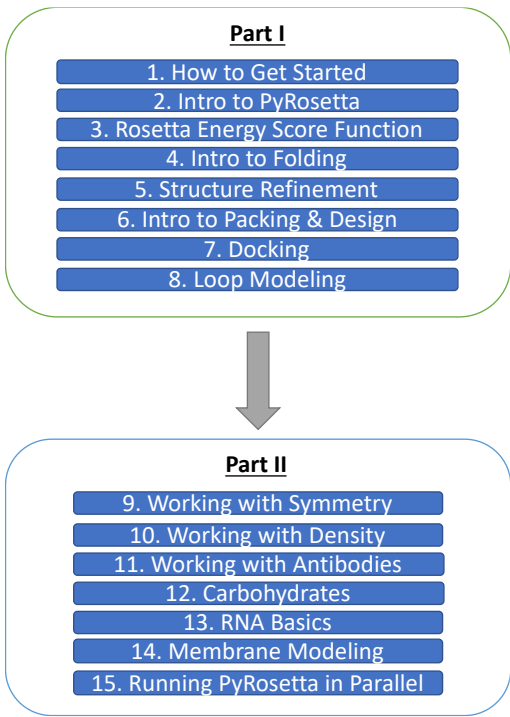 Part I
1. How to Get Started
2. Intro to PyRosetta
3. Rosetta Energy Score Function
4. Intro to Folding
5. Structure Refinement
6. Intro to Packing & Design
7. Docking
8. Loop Modeling
Part II
9. Working with Symmetry
10. Working with Density
11. Working with Antibodies
12. Carbohydrates
13. RNA Basics
14. Membrane Modeling
15. Running PyRosetta in Parallel